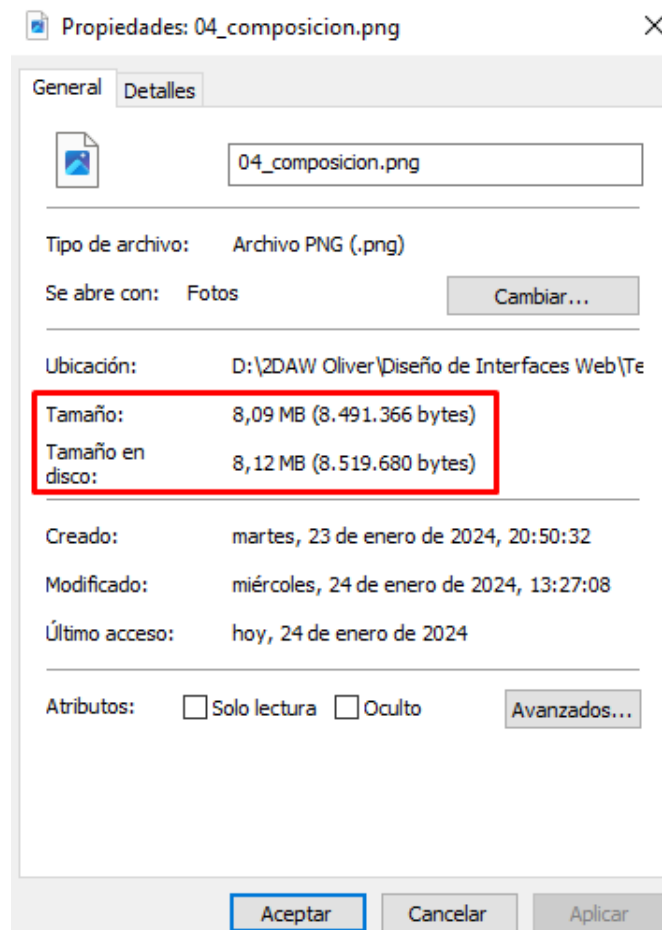 Propiedades: 04_composicion.png
General Detalles
04_composicion.png
Tipo de archivo: Archivo PNG (.png)
Se abre con: Fotos Cambiar...
Ubicación: D:\2DAW Oliver\Diseño de Interfaces Web\Te
Tamaño: 8,09 MB (8.491.366 bytes)
Tamaño en
disco: 8,12 MB (8.519.680 bytes)
Creado: martes, 23 de enero de 2024, 20:50:32
Modificado: miércoles, 24 de enero de 2024, 13:27:08
Último acceso: hoy, 24 de enero de 2024
Atributos: Solo lectura Oculto Avanzados...
Aceptar Cancelar Aplicar